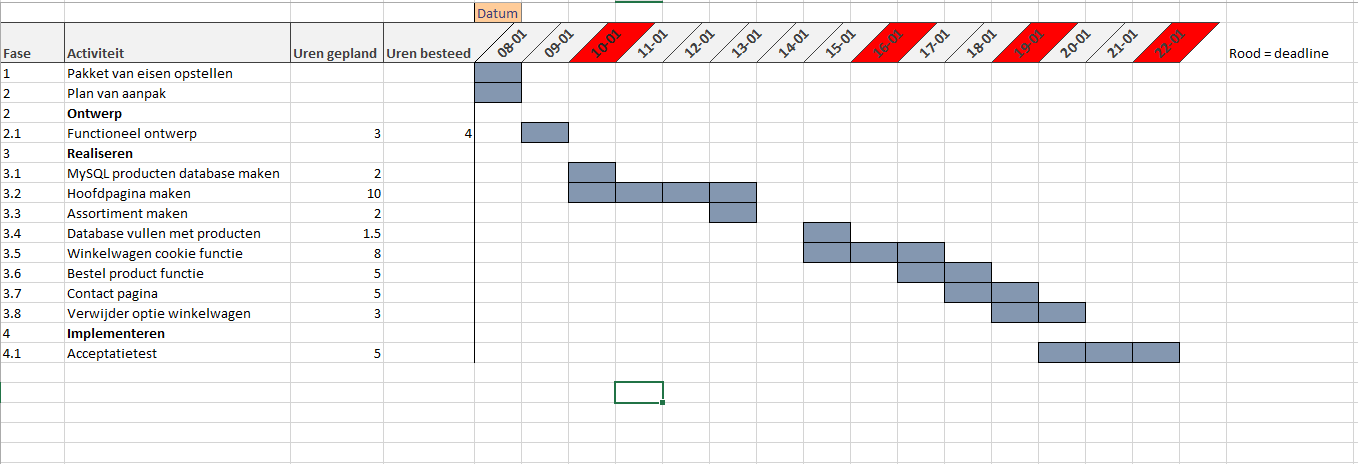 Datum
Fase Activiteit Uren gepland Uren besteed 08-01 09-01 10-01 11-01 12-01 13-01 14-01 15-01 16-01 17-01 18-01 19-01 20-01 21-01 22-01 Rood = deadline
1 Pakket van eisen opstellen
2 Plan van aanpak
2 Ontwerp
2.1 Functioneel ontwerp 3 4
3 Realiseren
3.1 MySQL producten database maken 2
3.2 Hoofdpagina maken 10
3.3 Assortiment maken 2
3.4 Database vullen met producten 1.5
3.5 Winkelwagen cookie functie 8
3.6 Bestel product functie 5
3.7 Contact pagina 5
3.8 Verwijder optie winkelwagen 3
4 Implementeren
4.1 Acceptatietest 5